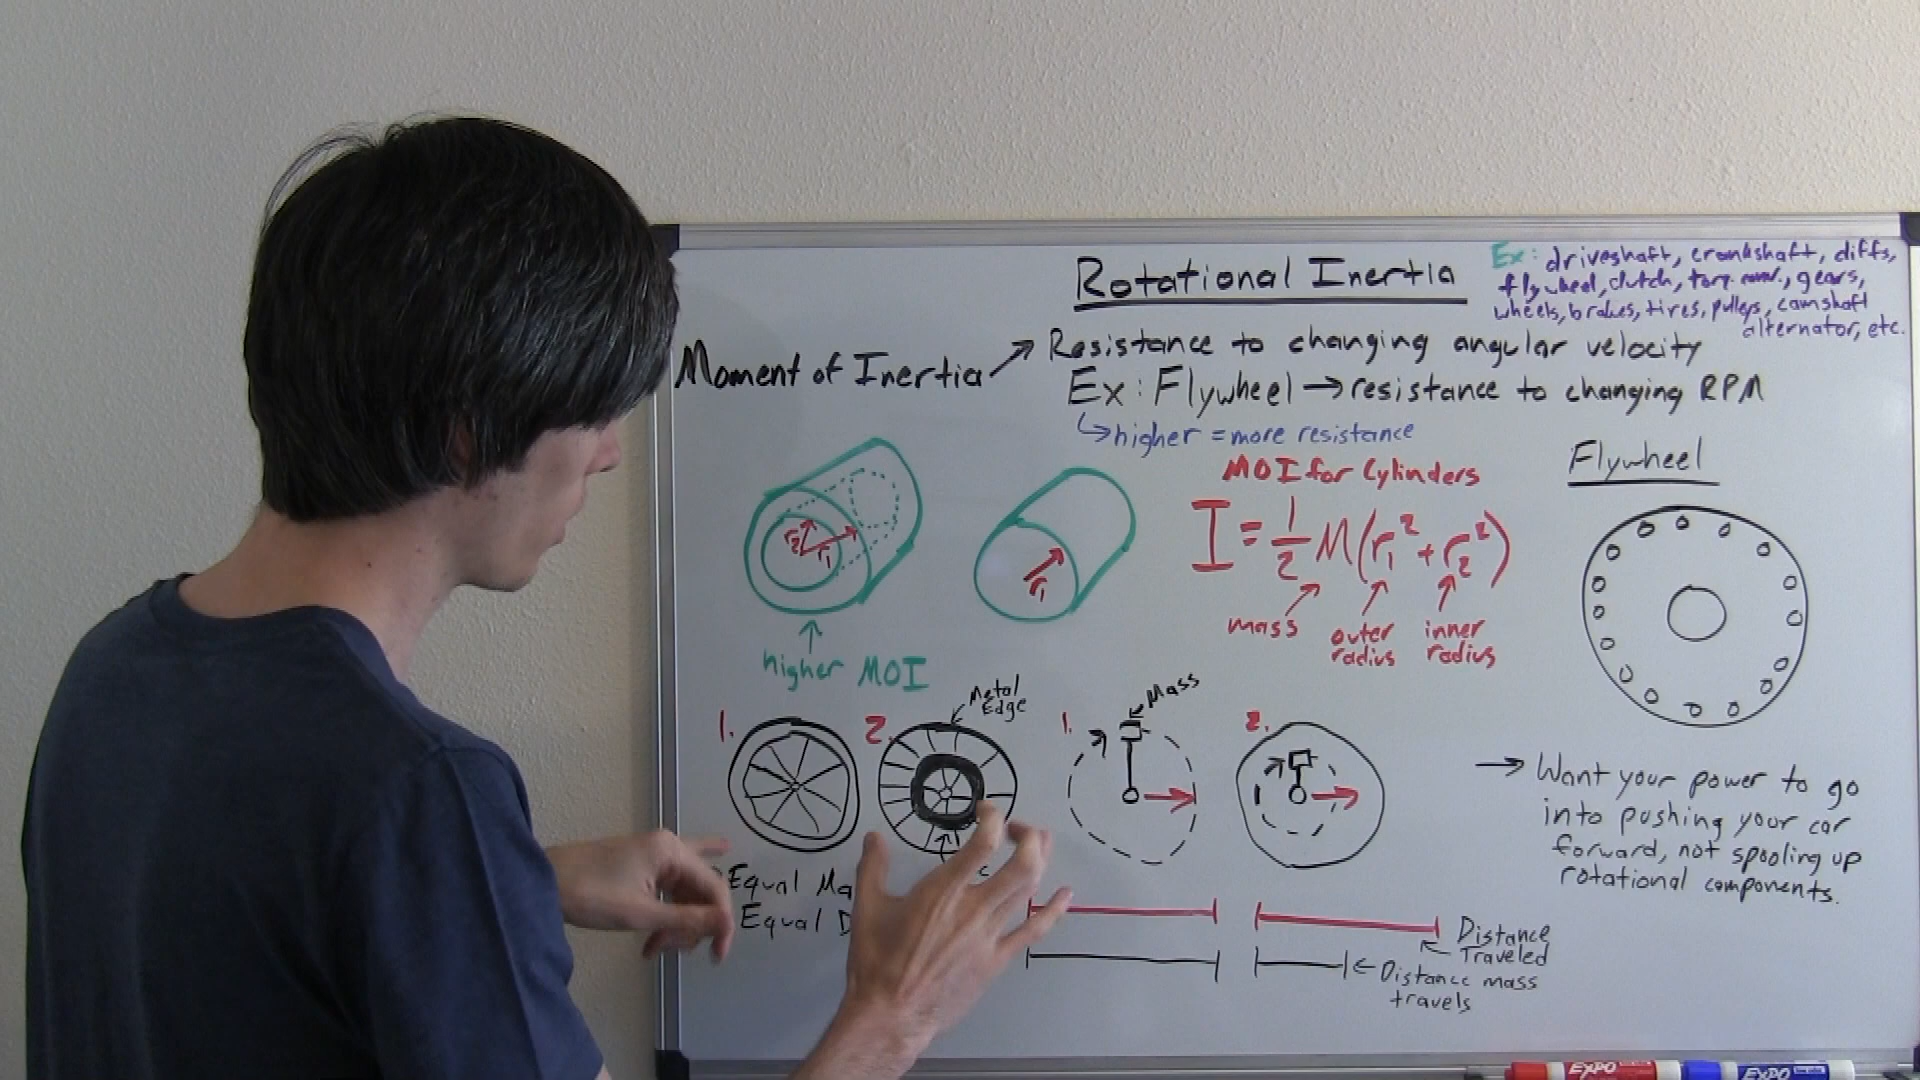 Rotational Inertia
Ex: driveshaft, crankshaft, diffs,
flywheel, clutch, torq. conv., gears,
wheels, brakes, tires, pulleys, camshaft
alternator, etc.
Moment of Inertia → Resistance to changing angular velocity
Ex: Flywheel → resistance to changing RPM
↳ higher = more resistance
MOI for Cylinders
I = 1/2 M(r₁² + r₂²)
mass
outer
radius
inner
radius
r₂
r₁
r₁
higher MOI
Flywheel
1.
2.
Metal
Edge
1.
Mass
2.
Equal Ma
Equal D
→ Want your power to go
into pushing your car
forward, not spooling up
rotational components.
Distance
Traveled
Distance mass
travels
EXPO
EXPO